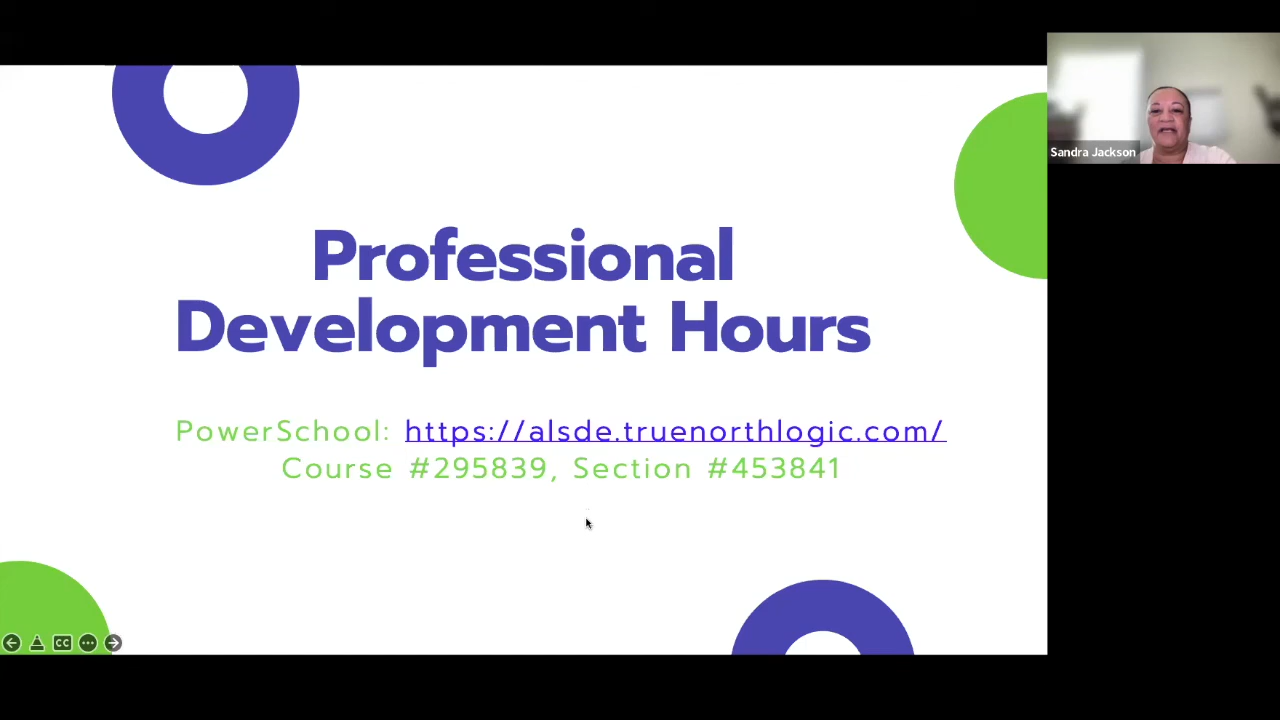 Professional
Development Hours
PowerSchool: https://alsde.truenorthlogic.com/
Course #295839, Section #453841
Sandra Jackson
CC